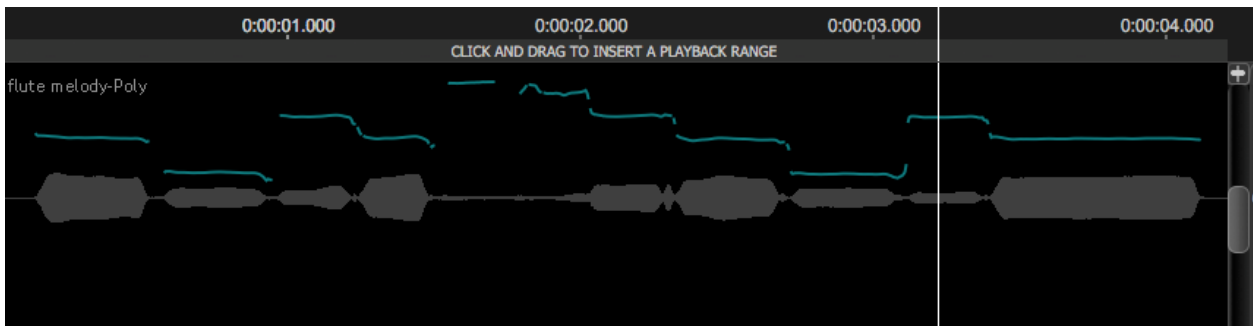 0:00:01.000 0:00:02.000 0:00:03.000 0:00:04.000
CLICK AND DRAG TO INSERT A PLAYBACK RANGE
flute melody-Poly